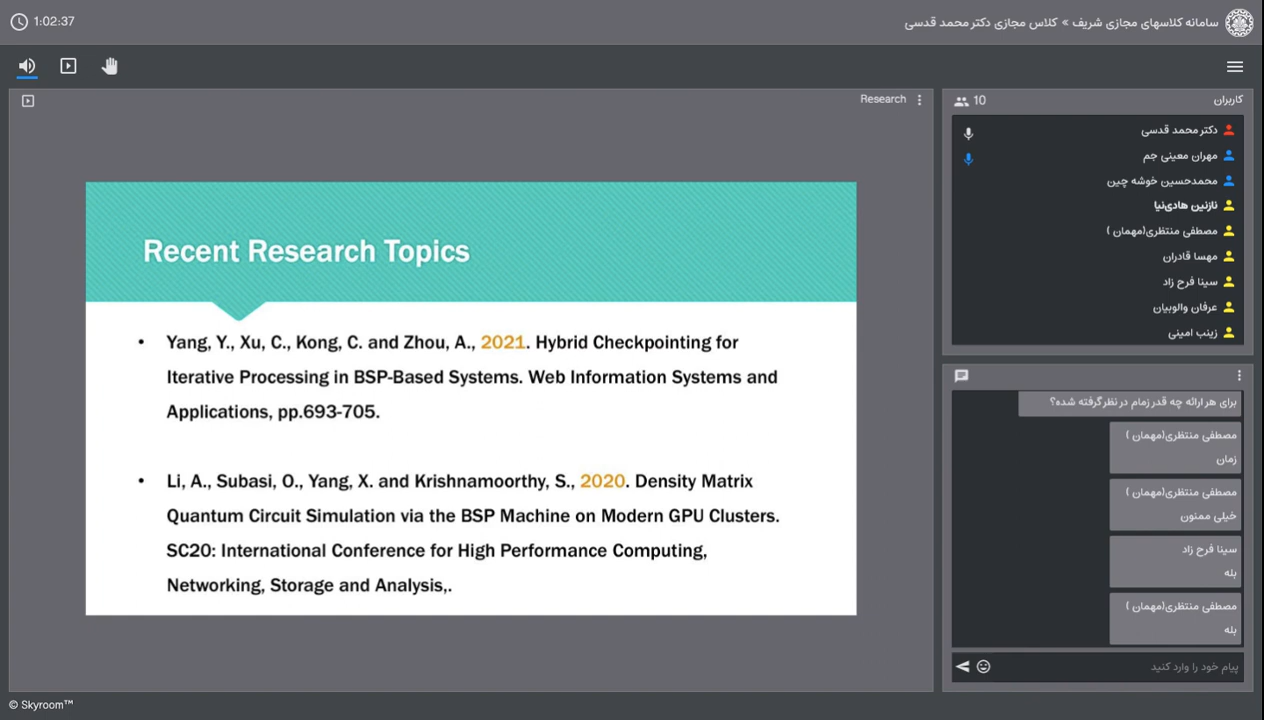 1:02:37
سامانه کلاسهای مجازی شریف » کلاس مجازی دکتر محمد قدسی
Research
Recent Research Topics
• Yang, Y., Xu, C., Kong, C. and Zhou, A., 2021. Hybrid Checkpointing for
Iterative Processing in BSP-Based Systems. Web Information Systems and
Applications, pp.693-705.
• Li, A., Subasi, O., Yang, X. and Krishnamoorthy, S., 2020. Density Matrix
Quantum Circuit Simulation via the BSP Machine on Modern GPU Clusters.
SC20: International Conference for High Performance Computing,
Networking, Storage and Analysis,.
کاربران
10
دکتر محمد قدسی
مهران معینی جم
محمدحسین خوشه چین
نازنین هادی‌نیا
مصطفی منتظری(مهمان )
مهسا قادران
سینا فرح زاد
عرفان والوبیان
زینب امینی
برای هر ارائه چه قدر زمام در نظر گرفته شده؟
مصطفی منتظری(مهمان )
زمان
مصطفی منتظری(مهمان )
خیلی ممنون
سینا فرح زاد
بله
مصطفی منتظری(مهمان )
بله
پیام خود را وارد کنید
© Skyroom™